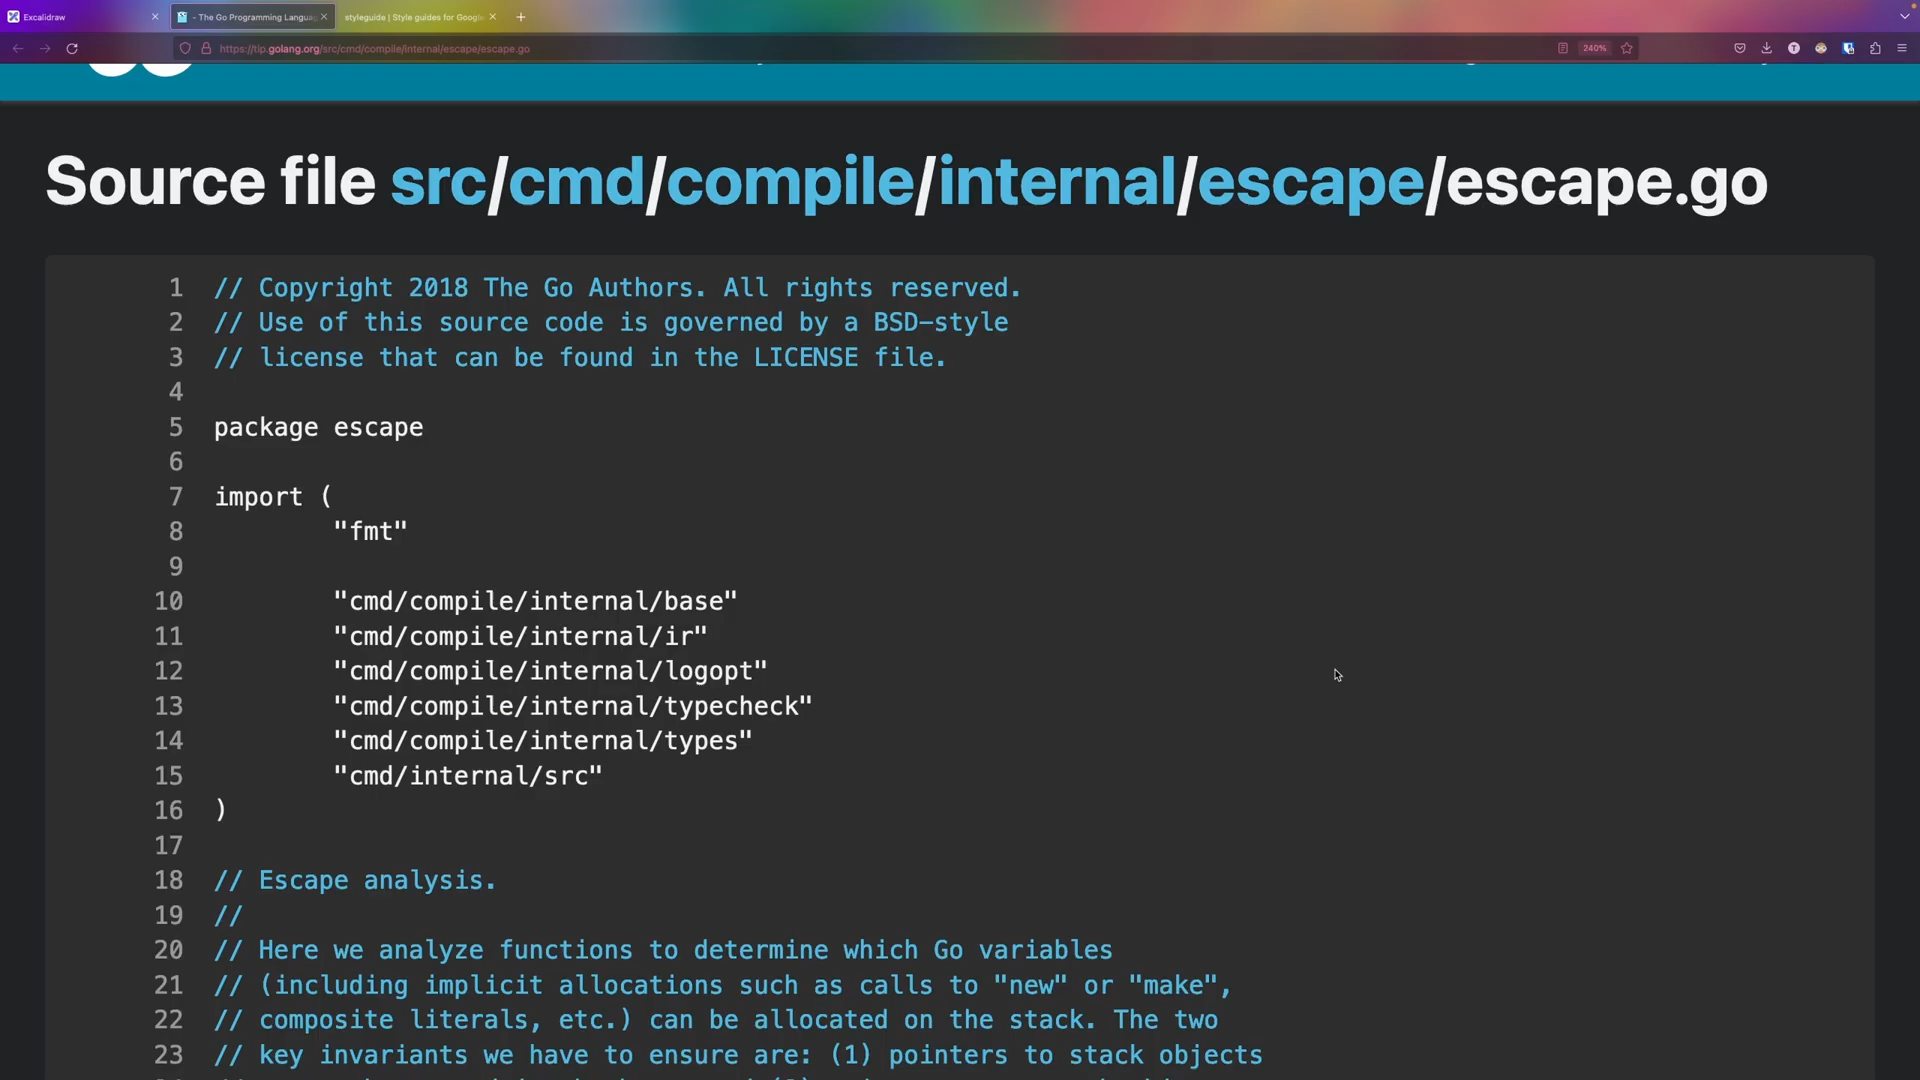 Excalidraw
- The Go Programming Langua
styleguide | Style guides for Google
https://tip.golang.org/src/cmd/compile/internal/escape/escape.go
240%
Source file src/cmd/compile/internal/escape/escape.go
1 // Copyright 2018 The Go Authors. All rights reserved.
2 // Use of this source code is governed by a BSD-style
3 // license that can be found in the LICENSE file.
4
5 package escape
6
7 import (
8 "fmt"
9
10 "cmd/compile/internal/base"
11 "cmd/compile/internal/ir"
12 "cmd/compile/internal/logopt"
13 "cmd/compile/internal/typecheck"
14 "cmd/compile/internal/types"
15 "cmd/internal/src"
16 )
17
18 // Escape analysis.
19 //
20 // Here we analyze functions to determine which Go variables
21 // (including implicit allocations such as calls to "new" or "make",
22 // composite literals, etc.) can be allocated on the stack. The two
23 // key invariants we have to ensure are: (1) pointers to stack objects